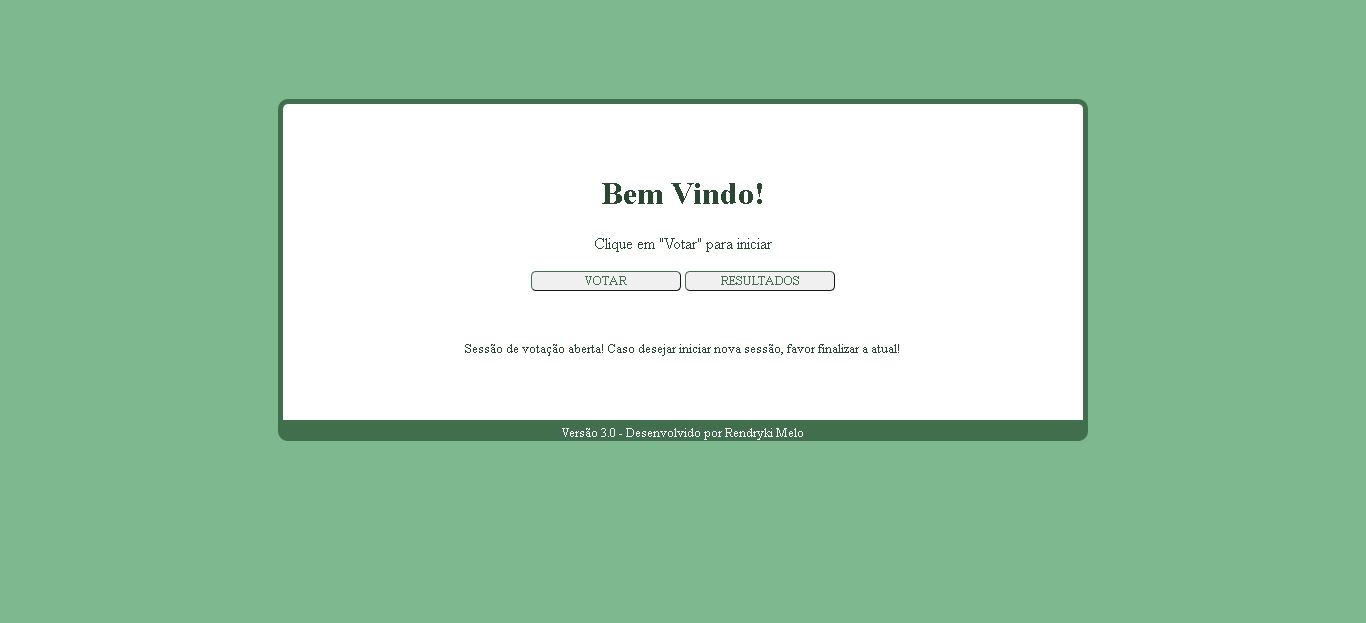 Bem Vindo!
Clique em "Votar" para iniciar
VOTAR RESULTADOS
Sessão de votação aberta! Caso desejar iniciar nova sessão, favor finalizar a atual!
Versão 3.0 - Desenvolvido por Rendryki Melo